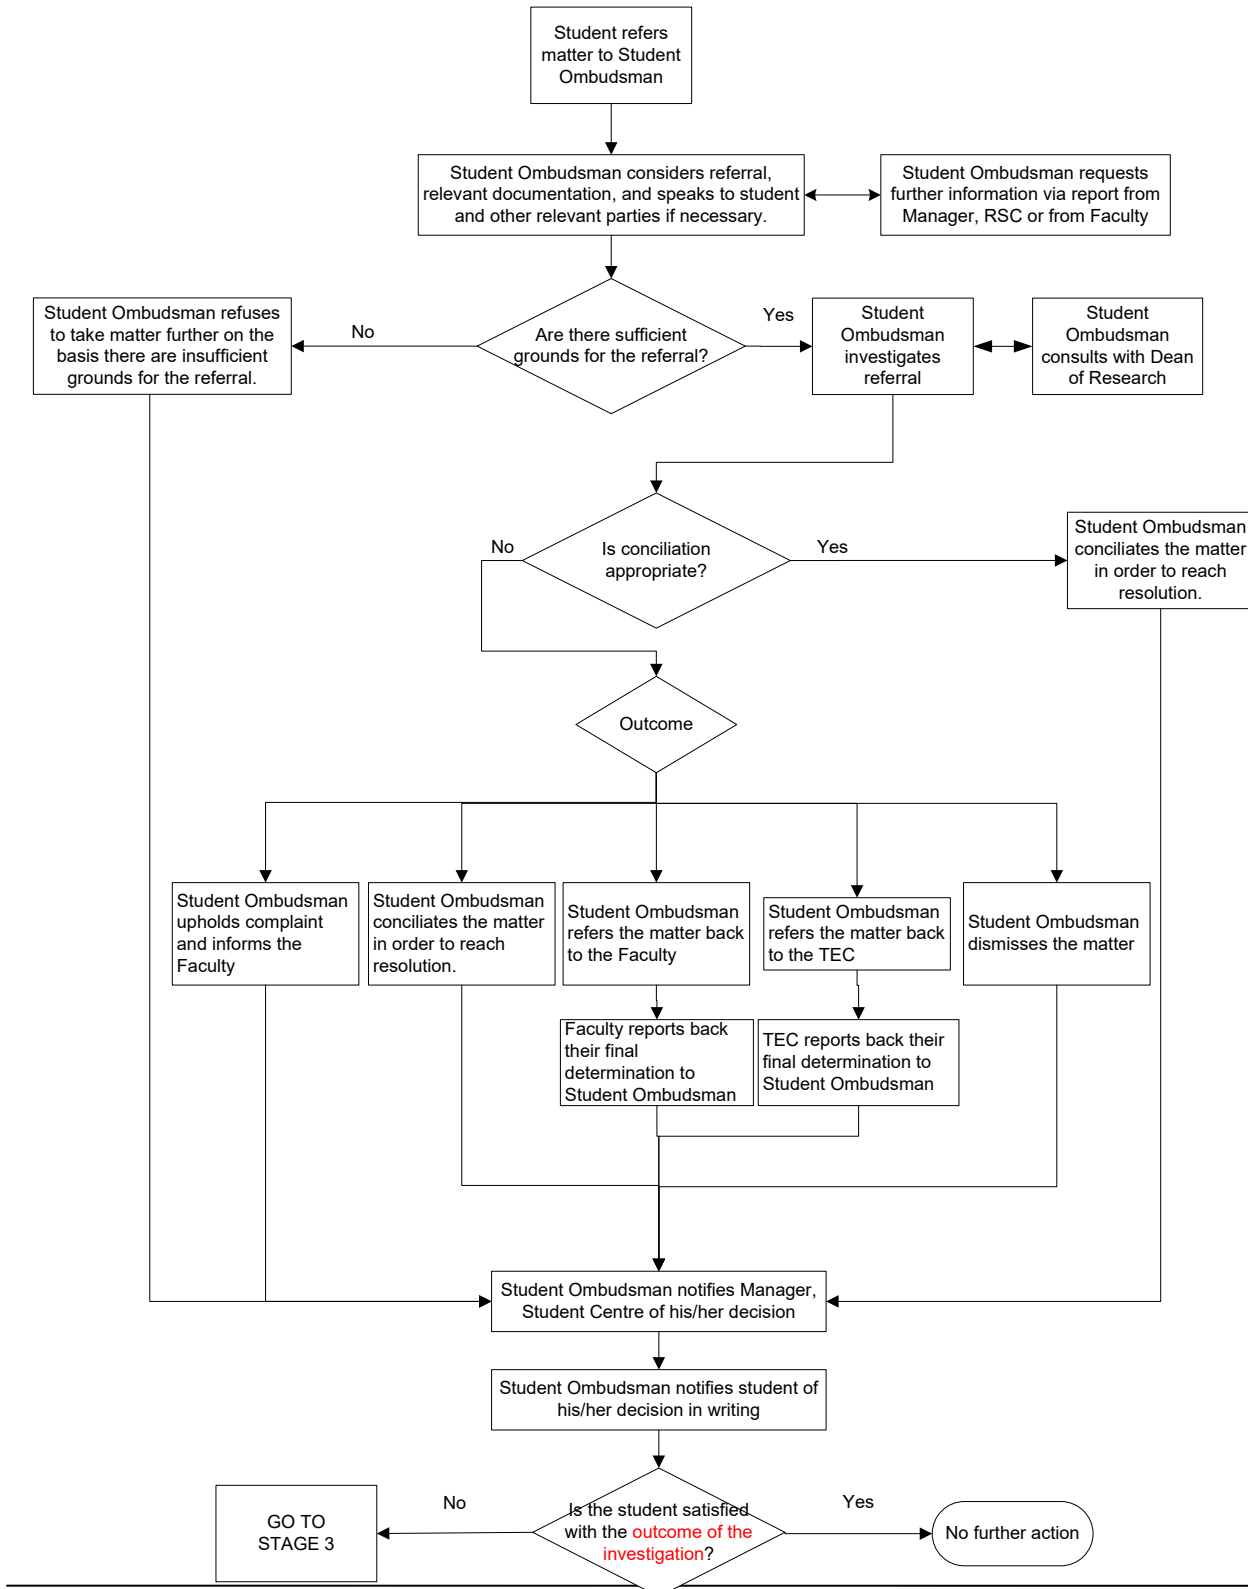 Student refers
matter to Student
Ombudsman
Student Ombudsman considers referral,
relevant documentation, and speaks to student
and other relevant parties if necessary.
Student Ombudsman requests
further information via report from
Manager, RSC or from Faculty
Student Ombudsman refuses
to take matter further on the
basis there are insufficient
grounds for the referral.
No
Are there sufficient
grounds for the referral?
Yes
Student
Ombudsman
investigates
referral
Student
Ombudsman
consults with Dean
of Research
No
Is conciliation
appropriate?
Yes
Student Ombudsman
conciliates the matter
in order to reach
resolution.
Outcome
Student Ombudsman
upholds complaint
and informs the
Faculty
Student Ombudsman
conciliates the matter
in order to reach
resolution.
Student Ombudsman
refers the matter back
to the Faculty
Student Ombudsman
refers the matter back
to the TEC
Student Ombudsman
dismisses the matter
Faculty reports back
their final
determination to
Student Ombudsman
TEC reports back their
final determination to
Student Ombudsman
Student Ombudsman notifies Manager,
Student Centre of his/her decision
Student Ombudsman notifies student of
his/her decision in writing
GO TO
STAGE 3
No
Is the student satisfied
with the outcome of the
investigation?
Yes
No further action